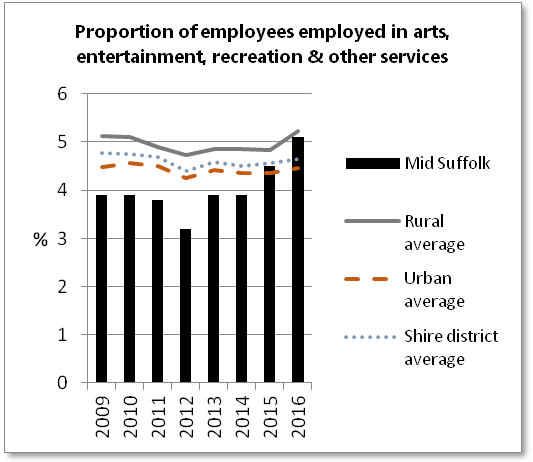 Proportion of employees employed in arts,
entertainment, recreation & other services
6
5
4
3
2
1
0
%
2009
2010
2011
2012
2013
2014
2015
2016
Mid Suffolk
Rural
average
Urban
average
Shire district
average